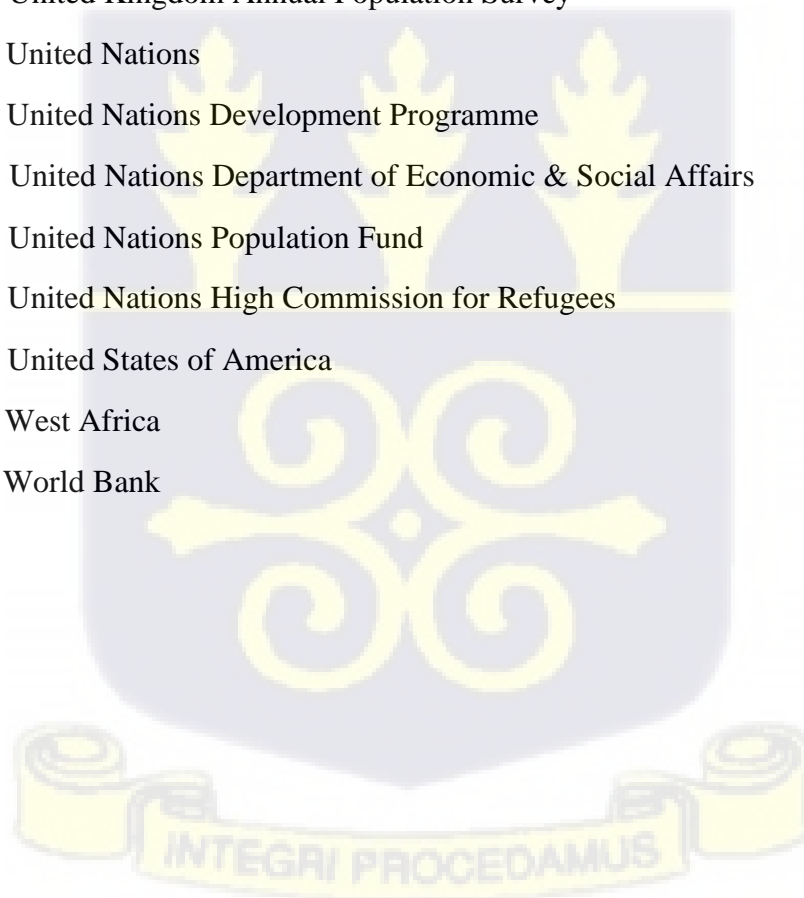 United Kingdom Annual Population Survey
United Nations
United Nations Development Programme
United Nations Department of Economic & Social Affairs
United Nations Population Fund
United Nations High Commission for Refugees
United States of America
West Africa
World Bank
INTEGRI PROCEDAMUS